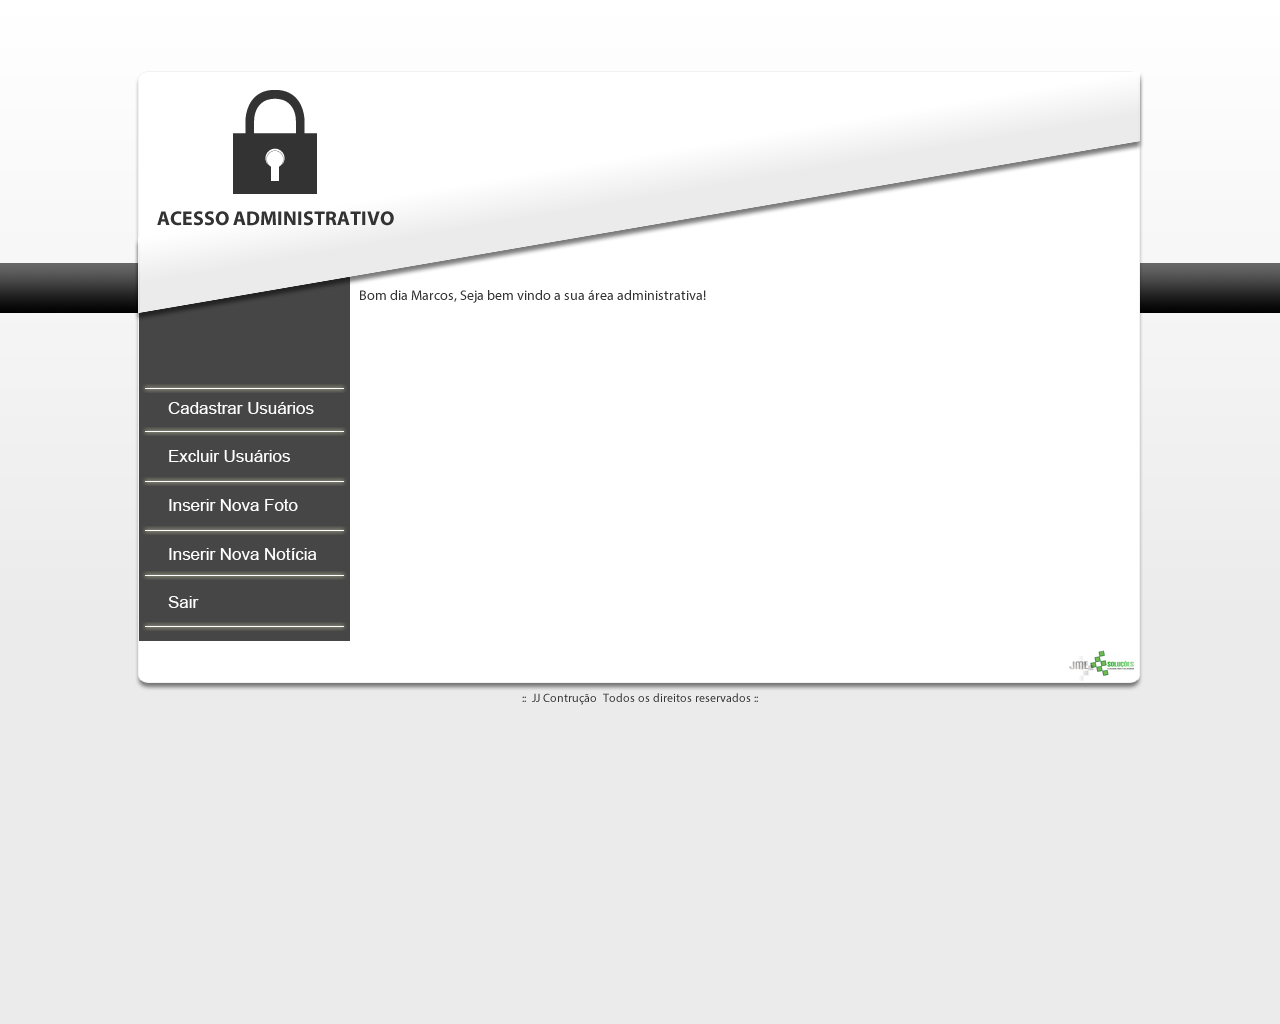 ACESSO ADMINISTRATIVO
Bom dia Marcos, Seja bem vindo a sua área administrativa!
Cadastrar Usuários
Excluir Usuários
Inserir Nova Foto
Inserir Nova Notícia
Sair
JML SOLUÇÕES
:: JJ Contrução Todos os direitos reservados ::